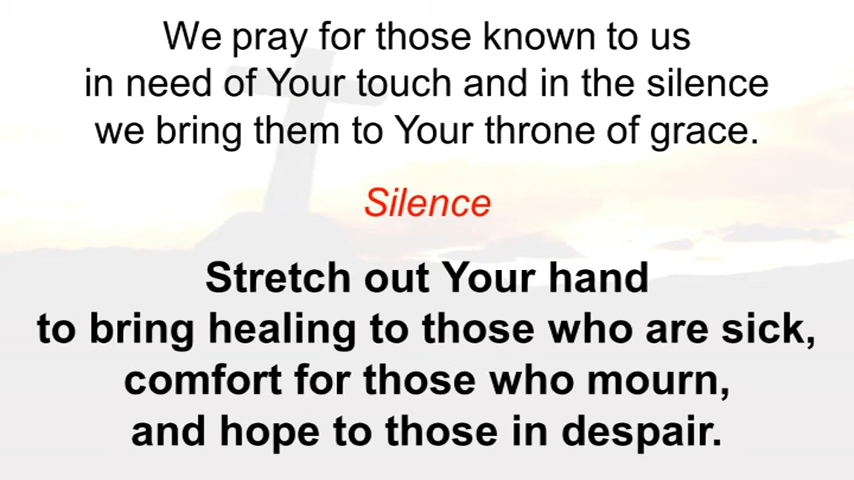 We pray for those known to us
in need of Your touch and in the silence
we bring them to Your throne of grace.
Silence
Stretch out Your hand
to bring healing to those who are sick,
comfort for those who mourn,
and hope to those in despair.